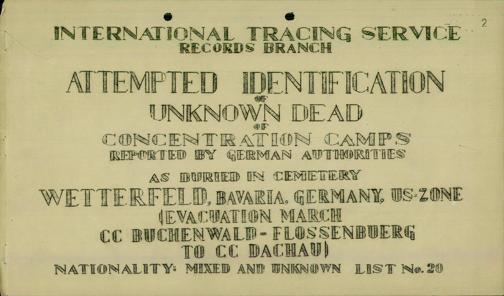 2
INTERNATIONAL TRACING SERVICE
RECORDS BRANCH
ATTEMPTED IDENTIFICATION
OF
UNKNOWN DEAD
OF
CONCENTRATION CAMPS
REPORTED BY GERMAN AUTHORITIES
AS BURIED IN CEMETERY
WETTERFELD, BAVARIA, GERMANY, US-ZONE
(EVACUATION MARCH
CC BUCHENWALD - FLOSSENBUERG
TO CC DACHAU)
NATIONALITY: MIXED AND UNKNOWN LIST No. 20